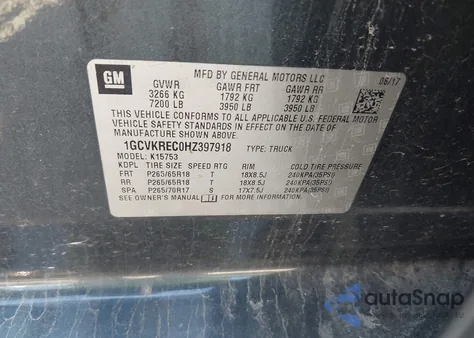 GM
MFD BY GENERAL MOTORS LLC
06/17
GVWR GAWR FRT GAWR RR
3266 KG 1792 KG 1792 KG
7200 LB 3950 LB 3950 LB
THIS VEHICLE CONFORMS TO ALL APPLICABLE U.S. FEDERAL MOTOR
VEHICLE SAFETY, BUMPER, AND THEFT PREVENTION STANDARDS IN
EFFECT ON THE DATE OF MANUFACTURE SHOWN ABOVE.
1GCVKREC0HZ397918 TYPE: TRUCK
MODEL: K15753
KDPL TIRE SIZE SPEED RTG RIM COLD TIRE PRESSURE
FRT P265/65R18 T 18X8.5J 240KPA(35PSI)
RR P265/65R18 T 18X8.5J 240KPA(35PSI)
SPA P265/70R17 S 17X7.5J 240KPA(35PSI)
SEE OWNER'S MANUAL FOR MORE INFORMATION
autoSnap